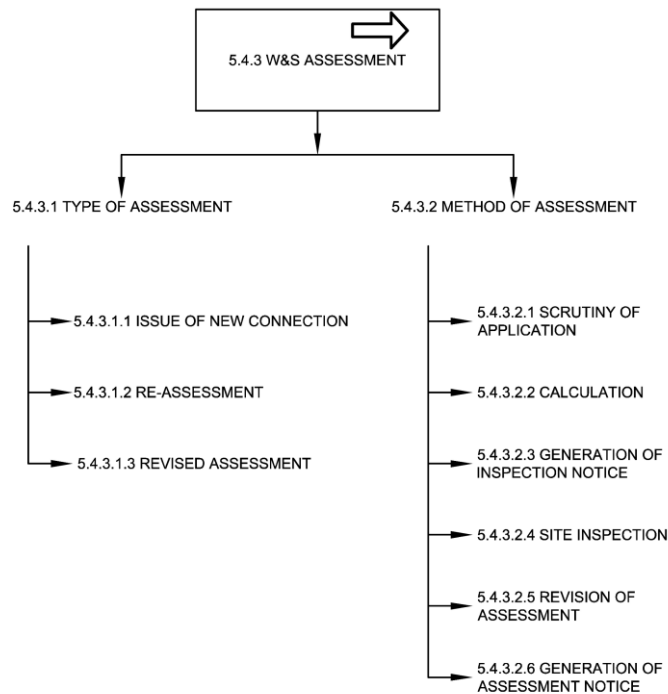 5.4.3 W&S ASSESSMENT
5.4.3.1 TYPE OF ASSESSMENT
5.4.3.1.1 ISSUE OF NEW CONNECTION
5.4.3.1.2 RE-ASSESSMENT
5.4.3.1.3 REVISED ASSESSMENT
5.4.3.2 METHOD OF ASSESSMENT
5.4.3.2.1 SCRUTINY OF
APPLICATION
5.4.3.2.2 CALCULATION
5.4.3.2.3 GENERATION OF
INSPECTION NOTICE
5.4.3.2.4 SITE INSPECTION
5.4.3.2.5 REVISION OF
ASSESSMENT
5.4.3.2.6 GENERATION OF
ASSESSMENT NOTICE